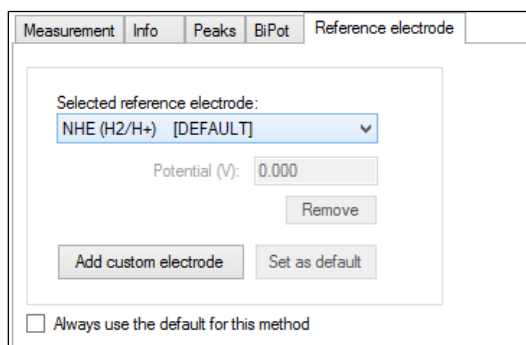 Measurement Info Peaks BiPot Reference electrode
Selected reference electrode:
NHE (H2/H+) [DEFAULT]
Potential (V): 0.000
Remove
Add custom electrode Set as default
Always use the default for this method